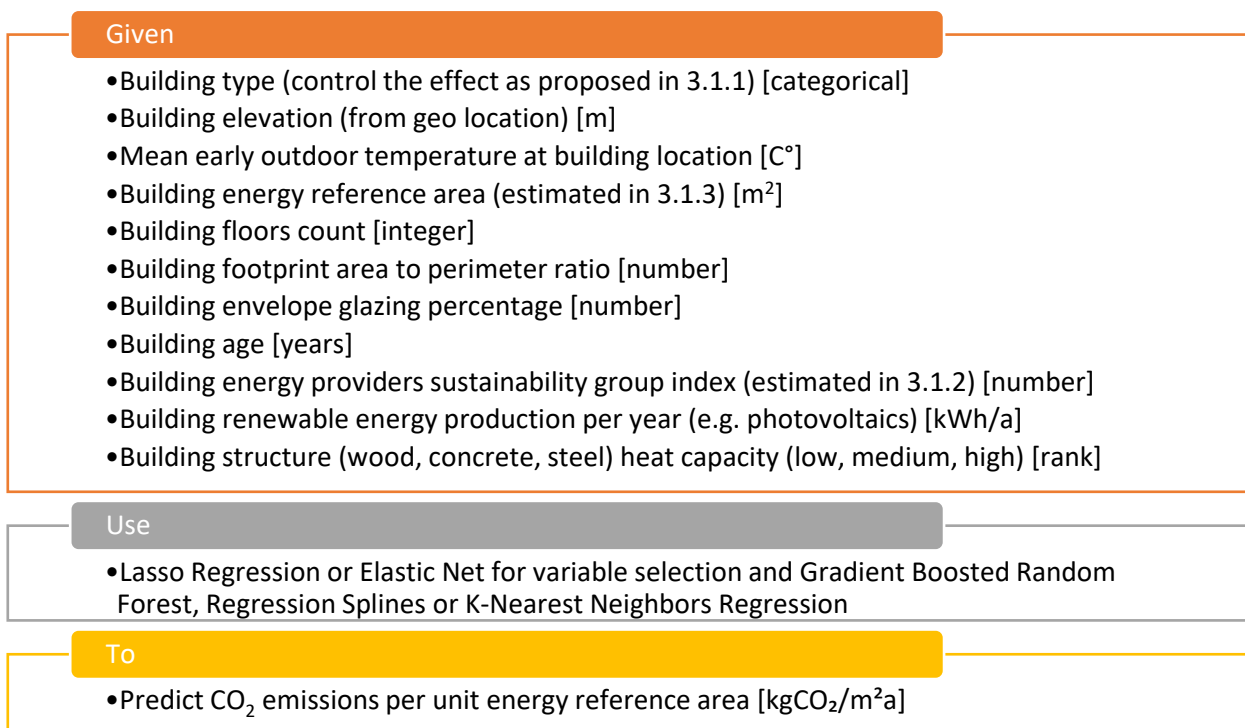 Given
•Building type (control the effect as proposed in 3.1.1) [categorical]
•Building elevation (from geo location) [m]
•Mean early outdoor temperature at building location [C°]
•Building energy reference area (estimated in 3.1.3) [m²]
•Building floors count [integer]
•Building footprint area to perimeter ratio [number]
•Building envelope glazing percentage [number]
•Building age [years]
•Building energy providers sustainability group index (estimated in 3.1.2) [number]
•Building renewable energy production per year (e.g. photovoltaics) [kWh/a]
•Building structure (wood, concrete, steel) heat capacity (low, medium, high) [rank]
Use
•Lasso Regression or Elastic Net for variable selection and Gradient Boosted Random
Forest, Regression Splines or K-Nearest Neighbors Regression
To
•Predict CO₂ emissions per unit energy reference area [kgCO₂/m²a]